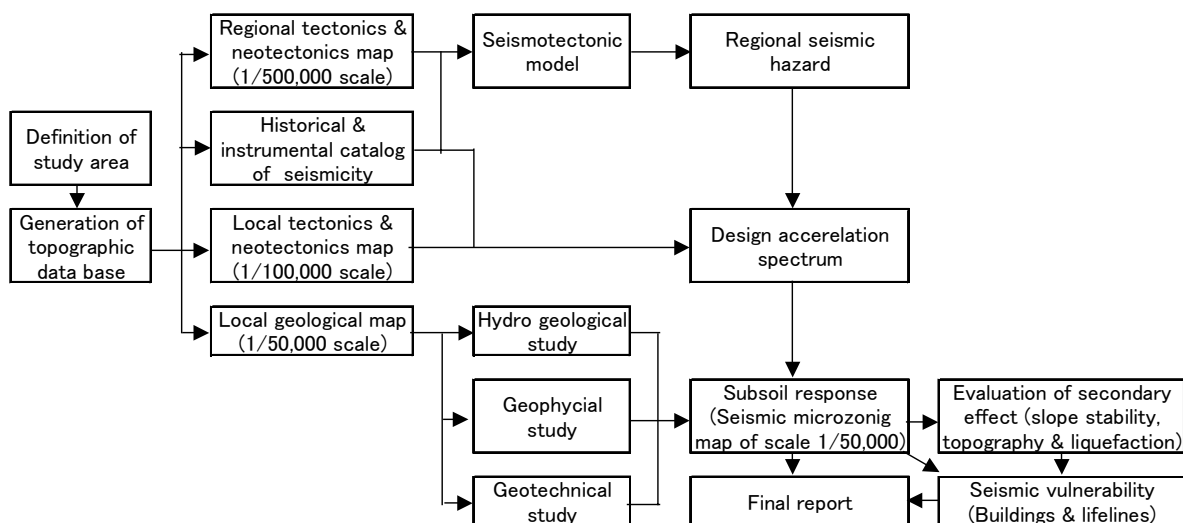 Regional tectonics &
neotectonics map
(1/500,000 scale)
Seismotectonic
model
Regional seismic
hazard
Definition of
study area
Historical &
instrumental catalog
of seismicity
Generation of
topographic
data base
Local tectonics &
neotectonics map
(1/100,000 scale)
Design accerelation
spectrum
Local geological map
(1/50,000 scale)
Hydro geological
study
Geophycial
study
Subsoil response
(Seismic microzonig
map of scale 1/50,000)
Evaluation of secondary
effect (slope stability,
topography & liquefaction)
Geotechnical
study
Final report
Seismic vulnerability
(Buildings & lifelines)